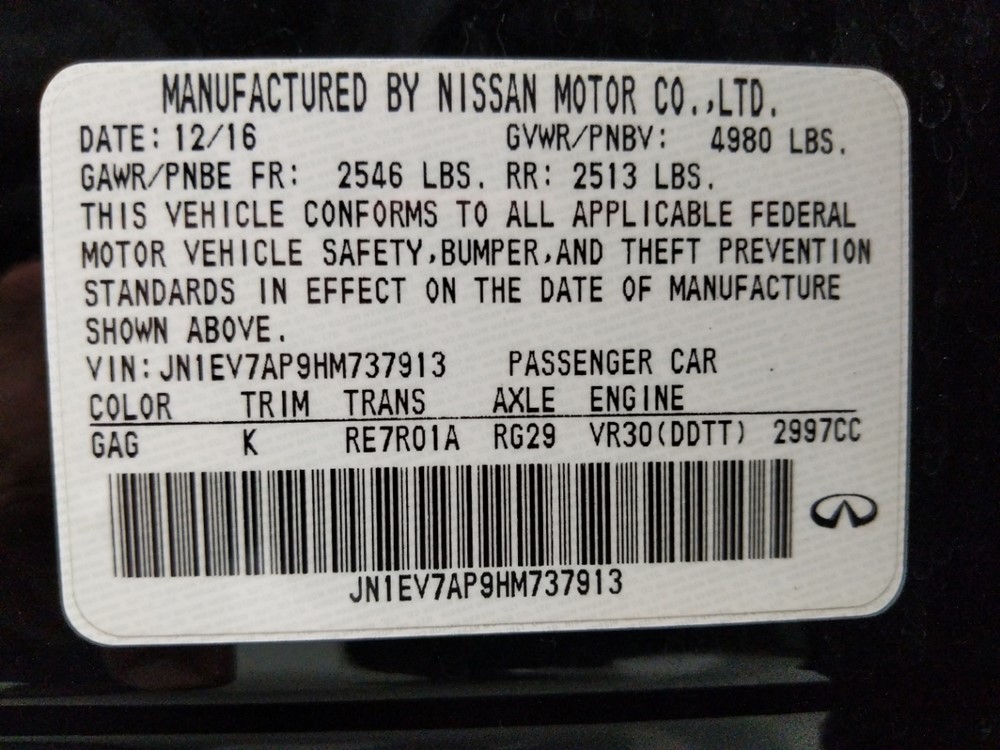 MANUFACTURED BY NISSAN MOTOR CO.,LTD.
DATE: 12/16 GVWR/PNBV: 4980 LBS.
GAWR/PNBE FR: 2546 LBS. RR: 2513 LBS.
THIS VEHICLE CONFORMS TO ALL APPLICABLE FEDERAL
MOTOR VEHICLE SAFETY,BUMPER,AND THEFT PREVENTION
STANDARDS IN EFFECT ON THE DATE OF MANUFACTURE
SHOWN ABOVE.
VIN:JN1EV7AP9HM737913 PASSENGER CAR
COLOR TRIM TRANS AXLE ENGINE
GAG K RE7R01A RG29 VR30(DDTT) 2997CC
JN1EV7AP9HM737913